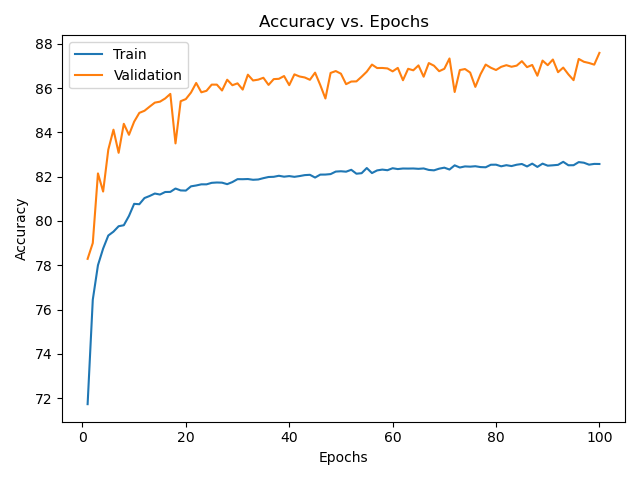 Accuracy vs. Epochs
Train
Validation
88
86
84
82
80
78
76
74
72
Accuracy
0 20 40 60 80 100
Epochs